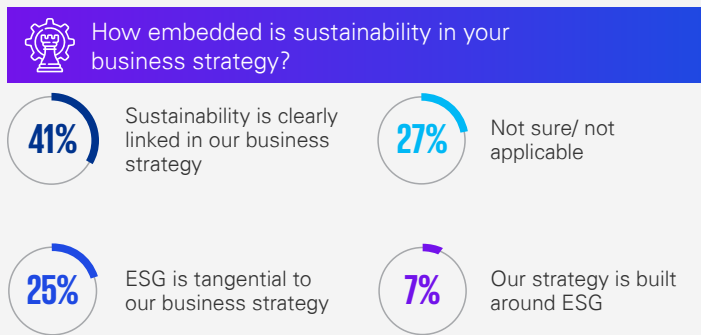 How embedded is sustainability in your
business strategy?
41%
Sustainability is clearly
linked in our business
strategy
27%
Not sure/ not
applicable
25%
ESG is tangential to
our business strategy
7%
Our strategy is built
around ESG